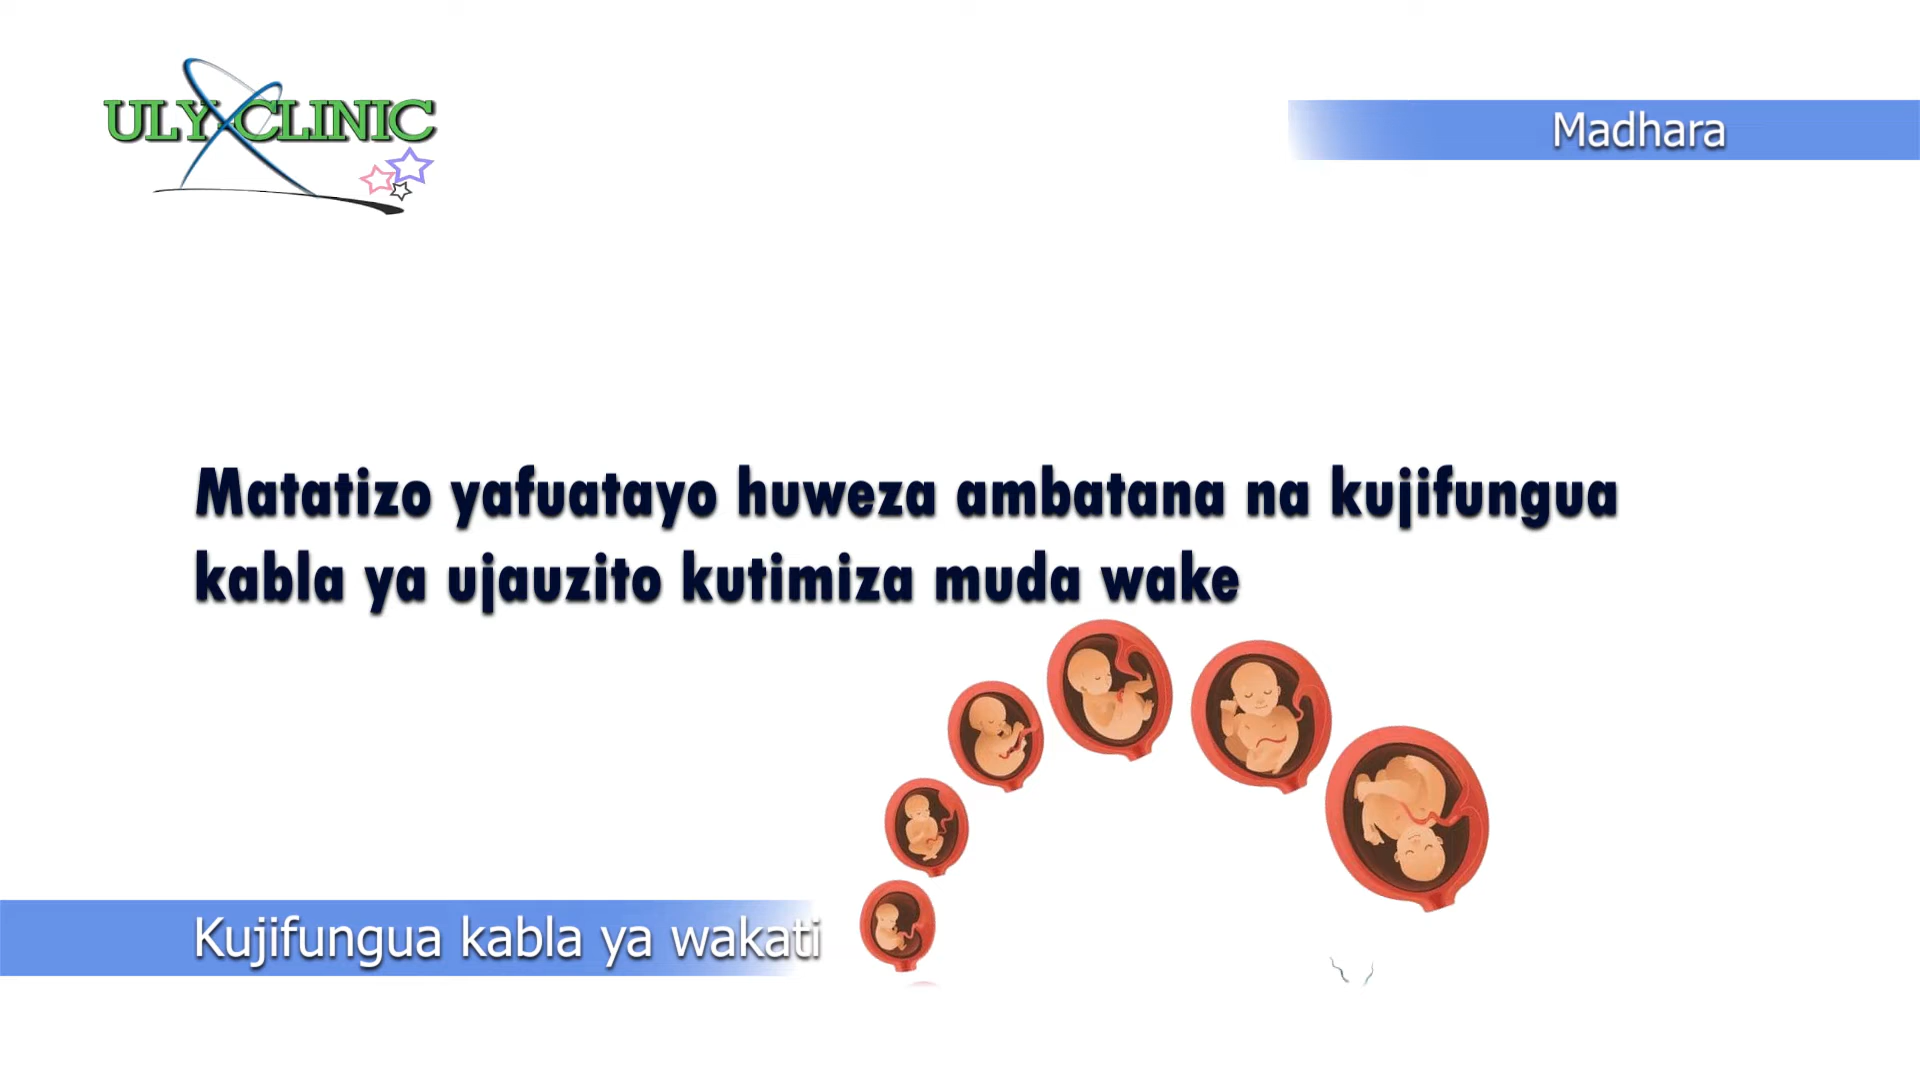 ULY CLINIC
Madhara
Matatizo yafuatayo huweza ambatana na kujifungua
kabla ya ujauzito kutimiza muda wake
Kujifungua kabla ya wakati